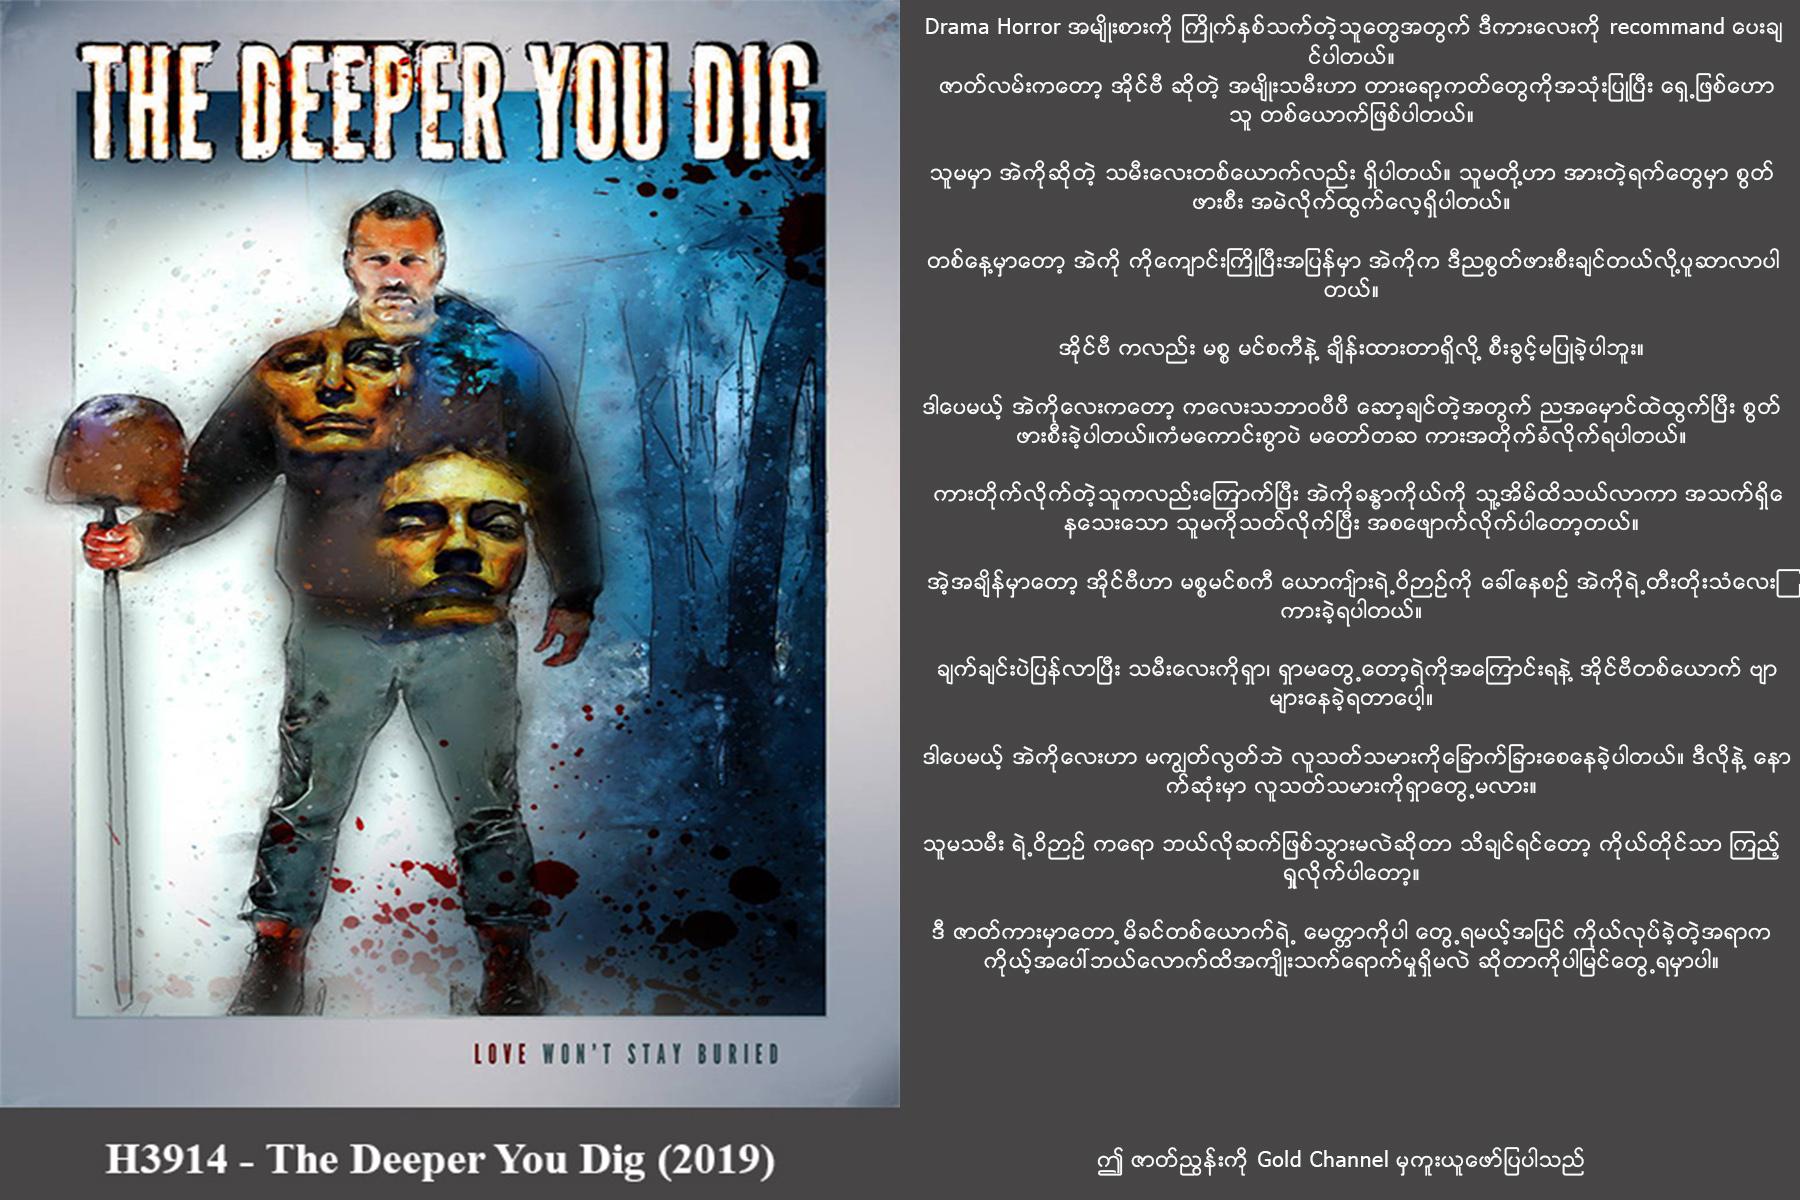 THE DEEPER YOU DIG
LOVE WON'T STAY BURIED
H3914 - The Deeper You Dig (2019)
Drama Horror အမျိုးစားကို ကြိုက်နှစ်သက်တဲ့သူတွေအတွက် ဒီကားလေးကို recommand ပေးချ
င်ပါတယ်။
ဇာတ်လမ်းကတော့ အိုင်ဗီ ဆိုတဲ့ အမျိုးသမီးဟာ တားရော့ကတ်တွေကိုအသုံးပြုပြီး ရှေ့ဖြစ်ဟော
သူ တစ်ယောက်ဖြစ်ပါတယ်။
သူမမှာ အဲကိုဆိုတဲ့ သမီးလေးတစ်ယောက်လည်း ရှိပါတယ်။ သူမတို့ဟာ အားတဲ့ရက်တွေမှာ စွတ်
ဖားစီး အမဲလိုက်ထွက်လေ့ရှိပါတယ်။
တစ်နေ့မှာတော့ အဲကို ကိုကျောင်းကြိုပြီးအပြန်မှာ အဲကိုက ဒီညစွတ်ဖားစီးချင်တယ်လို့ပူဆာလာပါ
တယ်။
အိုင်ဗီ ကလည်း မစ္စ မင်စကီနဲ့ ချိန်းထားတာရှိလို့ စီးခွင့်မပြုခဲ့ပါဘူး။
ဒါပေမယ့် အဲကိုလေးကတော့ ကလေးသဘာဝပီပီ ဆော့ချင်တဲ့အတွက် ညအမှောင်ထဲထွက်ပြီး စွတ်
ဖားစီးခဲ့ပါတယ်။ကံမကောင်းစွာပဲ မတော်တဆ ကားအတိုက်ခံလိုက်ရပါတယ်။
ကားတိုက်လိုက်တဲ့သူကလည်းကြောက်ပြီး အဲကိုခန္ဓာကိုယ်ကို သူ့အိမ်ထိသယ်လာကာ အသက်ရှိေ
နသေးသော သူမကိုသတ်လိုက်ပြီး အစဖျောက်လိုက်ပါတော့တယ်။
အဲ့အချိန်မှာတော့ အိုင်ဗီဟာ မစ္စမင်စကီ ယောကျ်ားရဲ့ဝိညာဉ်ကို ခေါ်နေစဉ် အဲကိုရဲ့တီးတိုးသံလေးကြ
ကားခဲ့ရပါတယ်။
ချက်ချင်းပဲပြန်လာပြီး သမီးလေးကိုရှာ၊ ရှာမတွေ့တော့ရဲကိုအကြောင်းရနဲ့ အိုင်ဗီတစ်ယောက် ဗျာ
များနေခဲ့ရတာပေါ့။
ဒါပေမယ့် အဲကိုလေးဟာ မကျွတ်လွတ်ဘဲ လူသတ်သမားကိုခြောက်ခြားစေနေခဲ့ပါတယ်။ ဒီလိုနဲ့ နော
က်ဆုံးမှာ လူသတ်သမားကိုရှာတွေ့မလား။
သူမသမီး ရဲ့ဝိညာဉ် ကရော ဘယ်လိုဆက်ဖြစ်သွားမလဲဆိုတာ သိချင်ရင်တော့ ကိုယ်တိုင်သာ ကြည့်
ရှုလိုက်ပါတော့။
ဒီ ဇာတ်ကားမှာတော့ မိခင်တစ်ယောက်ရဲ့ မေတ္တာကိုပါ တွေ့ရမယ့်အပြင် ကိုယ်လုပ်ခဲ့တဲ့အရာက
ကိုယ့်အပေါ်ဘယ်လောက်ထိအကျိုးသက်ရောက်မှုရှိမလဲ ဆိုတာကိုပါမြင်တွေ့ရမှာပါ။
ဤ ဇာတ်ညွှန်းကို Gold Channel မှကူးယူဖော်ပြပါသည်